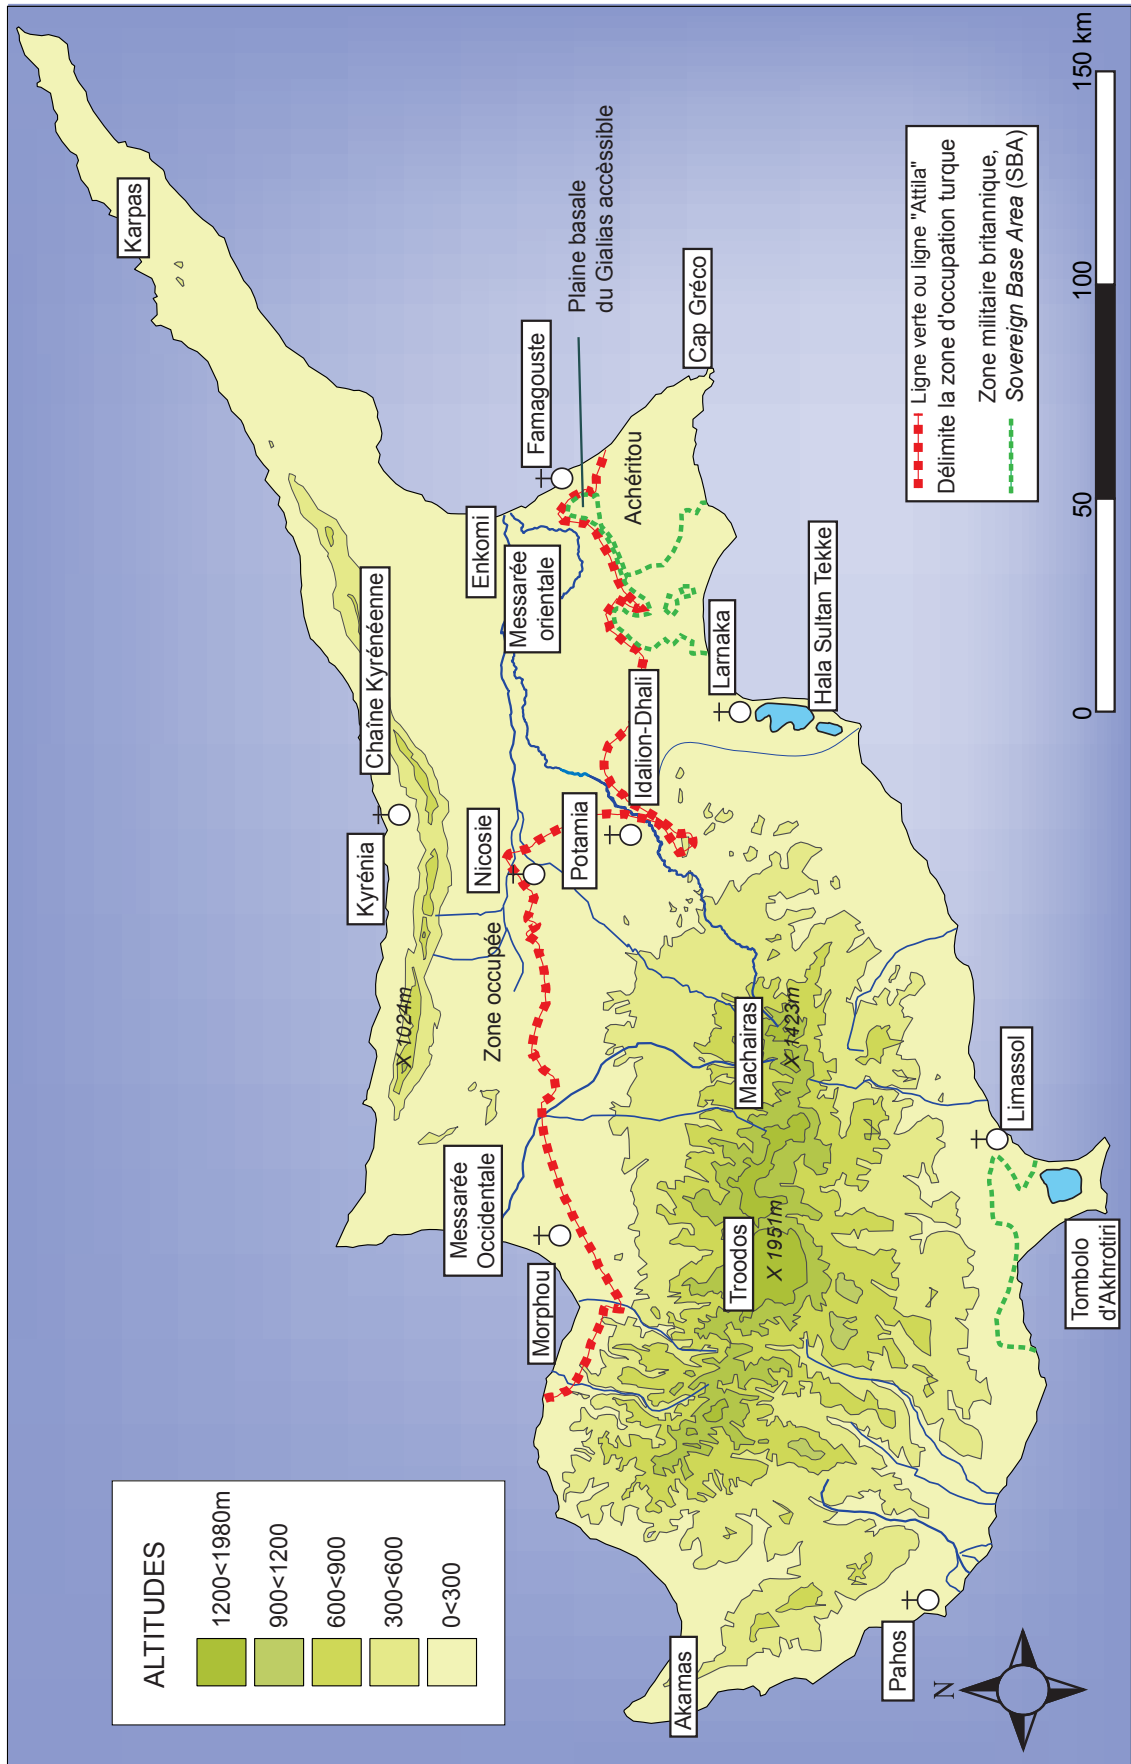 ALTITUDES
1200<1980m
900<1200
600<900
300<600
0<300
Karpas
Chaîne Kyrénéenne
Kyrénia
X 1024m
Zone occupée
Nicosie
Enkomi
Famagouste
Messarée
orientale
Plaine basale
du Gialias accèssible
Achéritou
Cap Gréco
Potamia
Idalion-Dhali
Larnaka
Hala Sultan Tekke
Messarée
Occidentale
Morphou
Machairas
X 1423m
Troodos
X 1951m
Limassol
Tombolo
d'Akhrotiri
Akamas
Pahos
N
Ligne verte ou ligne "Attila"
Délimite la zone d'occupation turque
Zone militaire britannique,
Sovereign Base Area (SBA)
0 50 100 150 km